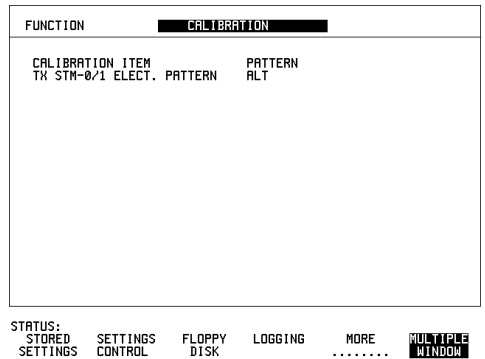 FUNCTION CALIBRATION
CALIBRATION ITEM PATTERN
TX STM-0/1 ELECT. PATTERN ALT
STATUS:
STORED SETTINGS FLOPPY LOGGING MORE MULTIPLE
SETTINGS CONTROL DISK ........ WINDOW